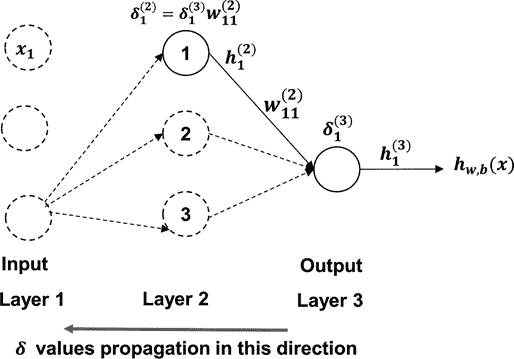 δ₁⁽²⁾ = δ₁⁽³⁾w₁₁⁽²⁾
x₁
1
h₁⁽²⁾
w₁₁⁽²⁾
2
δ₁⁽³⁾
h₁⁽³⁾
h_{w,b}(x)
3
Input
Output
Layer 1
Layer 2
Layer 3
δ values propagation in this direction